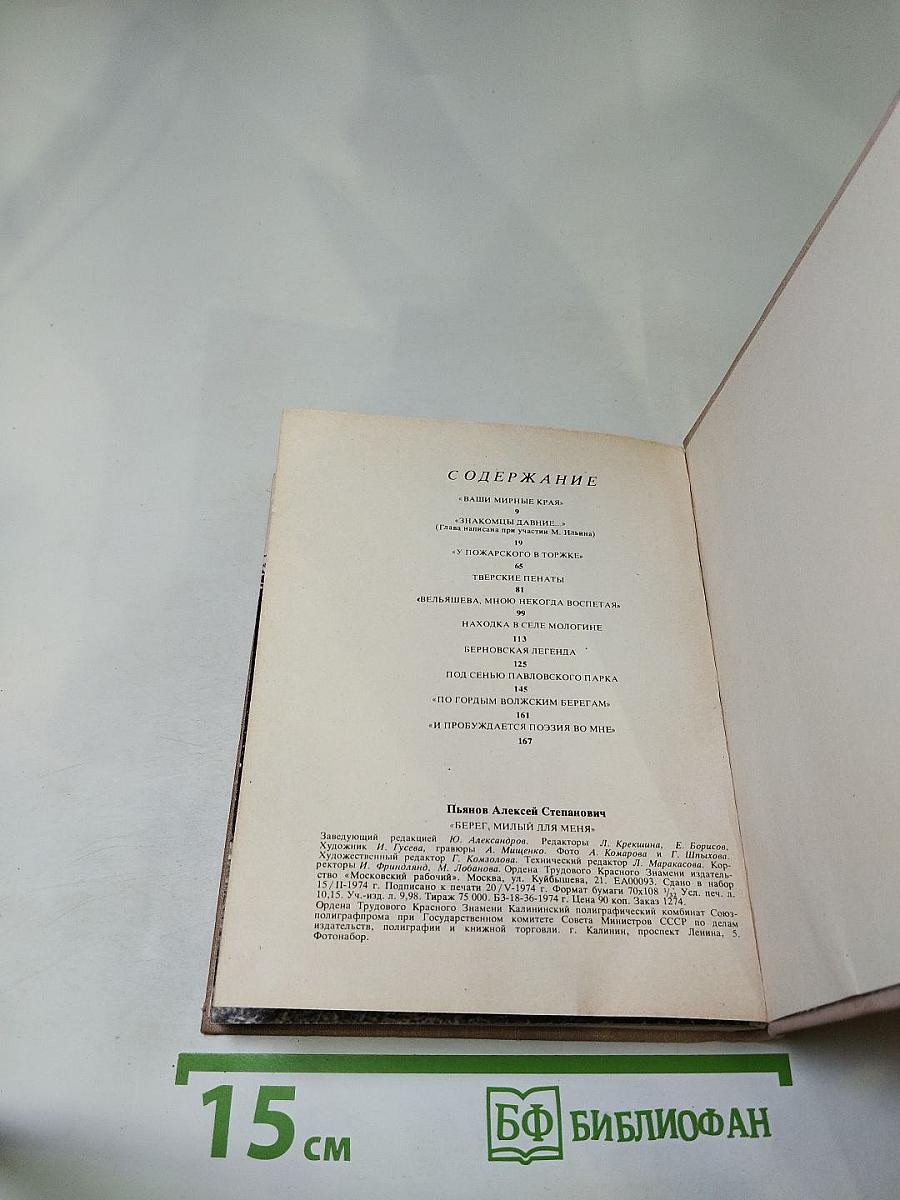 СОДЕРЖАНИЕ
«ВАШИ МИРНЫЕ КРАЯ»
9
«ЗНАКОМЦЫ ДАВНИЕ...»
(Глава написана при участии М. Ильина)
19
«У ПОЖАРСКОГО В ТОРЖКЕ»
65
ТВЕРСКИЕ ПЕНАТЫ
81
«ВЕЛЬЯШЕВА, МНОЮ НЕКОГДА ВОСПЕТАЯ»
99
НАХОДКА В СЕЛЕ МОЛОГИНЕ
113
БЕРНОВСКАЯ ЛЕГЕНДА
125
ПОД СЕНЬЮ ПАВЛОВСКОГО ПАРКА
145
«ПО ГОРДЫМ ВОЛЖСКИМ БЕРЕГАМ»
161
«И ПРОБУЖДАЕТСЯ ПОЭЗИЯ ВО МНЕ»
167
Пьянов Алексей Степанович
«БЕРЕГ, МИЛЫЙ ДЛЯ МЕНЯ»
Заведующий редакцией Ю. Александров. Редакторы Л. Крекшина, Е. Борисов.
Художник И. Гусева, гравюры А. Мищенко. Фото А. Комарова и Г. Шпыхова.
Художественный редактор Г. Комзолова. Технический редактор Л. Маракасова. Кор-
ректоры И. Фриндлянд, М. Лобанова. Ордена Трудового Красного Знамени издатель-
ство «Московский рабочий». Москва, ул. Куйбышева, 21. ЕА00093. Сдано в набор
15/II-1974 г. Подписано к печати 20/V-1974 г. Формат бумаги 70х108 1/32 Усл. печ. л.
10,15. Уч.-изд. л. 9,98. Тираж 75 000. БЗ-18-36-1974 г. Цена 90 коп. Заказ 1274.
Ордена Трудового Красного Знамени Калининский полиграфический комбинат Союз-
полиграфпрома при Государственном комитете Совета Министров СССР по делам
издательств, полиграфии и книжной торговли. г. Калинин, проспект Ленина, 5.
Фотонабор.
15 см
БФ БИБЛИОФАН